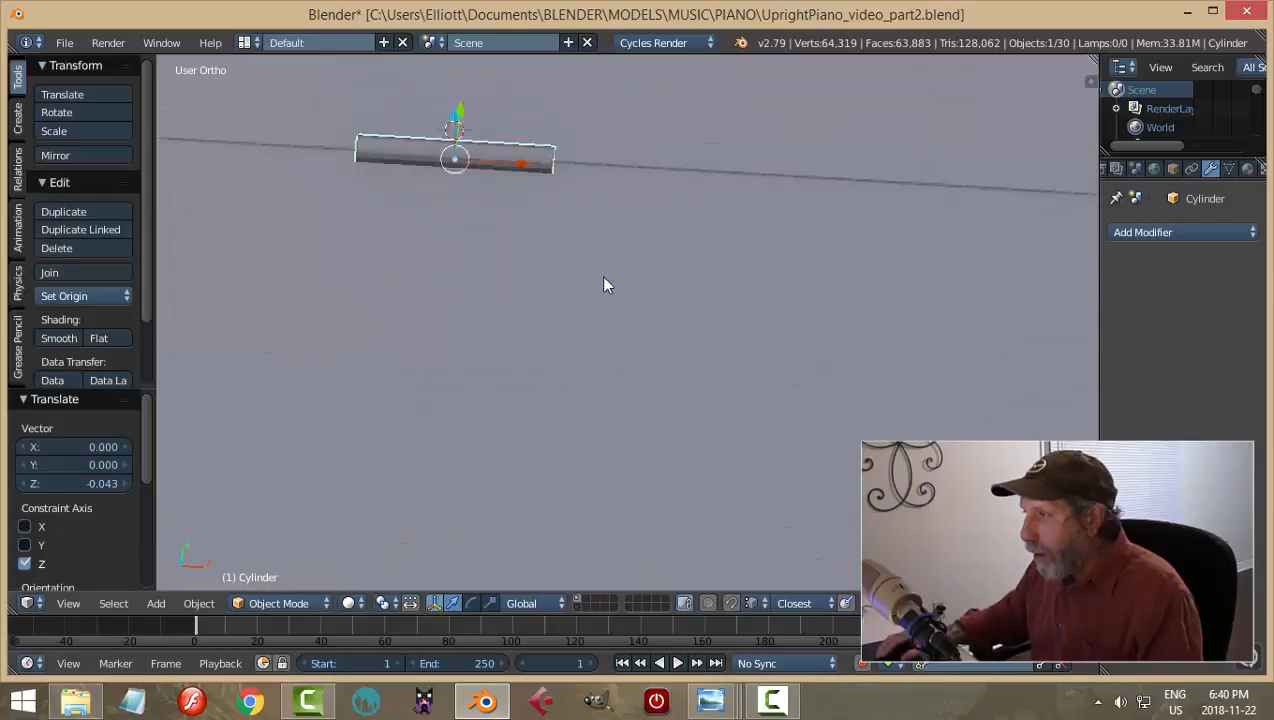 Blender* [C:\Users\Elliott\Documents\BLENDER\MODELS\MUSIC\PIANO\UprightPiano_video_part2.blend]
File Render Window Help Default Scene Cycles Render v2.79 | Verts:64,319 | Faces:63,883 | Tris:128,062 | Objects:1/30 | Lamps:0/0 | Mem:33.81M | Cylinder
Transform
User Ortho
View Search All S
Scene
RenderLay
World
Translate
Rotate
Scale
Mirror
Edit
Duplicate
Duplicate Linked
Delete
Join
Set Origin
Shading:
Smooth Flat
Data Transfer:
Data Data La
Tools
Create
Relations
Animation
Physics
Grease Pencil
Cylinder
Add Modifier
Translate
Vector
X: 0.000
Y: 0.000
Z: -0.043
Constraint Axis
X
Y
Z
Orientation
(1) Cylinder
View Select Add Object Object Mode Global Closest
-40 -20 0 20 40 60 80 100 120 140 160 180 200
View Marker Frame Playback Start: 1 End: 250 1 No Sync
ENG 6:40 PM
US 2018-11-22